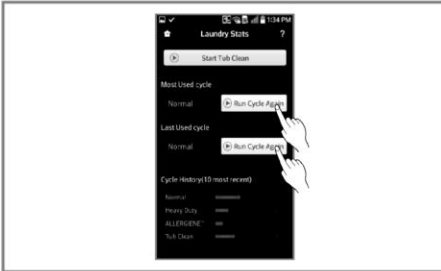 1:34 PM
Laundry Stats ?
Start Tub Clean
Most Used cycle
Normal Run Cycle Again
Last Used cycle
Normal Run Cycle Again
Cycle History(10 most recent)
Normal
Heavy Duty
ALLERGIENE™
Tub Clean